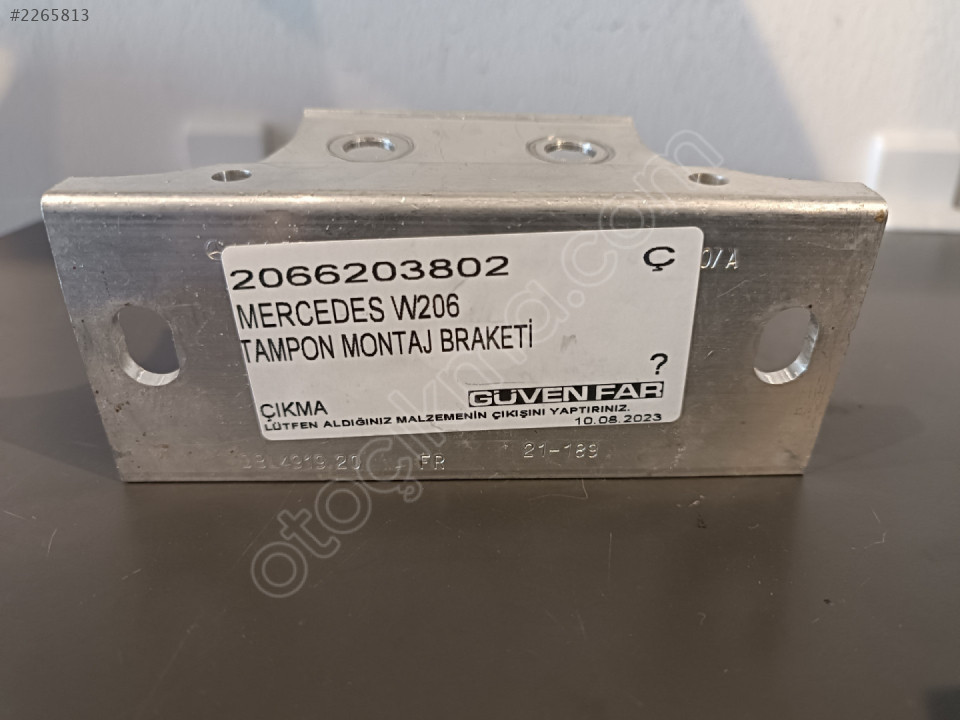 #2265813
2066203802 Ç
MERCEDES W206
TAMPON MONTAJ BRAKETİ
?
GÜVEN FAR
ÇIKMA
LÜTFEN ALDIĞINIZ MALZEMENİN ÇIKIŞINI YAPTIRINIZ.
10.08.2023
FR 21-189
otoçıkma.com